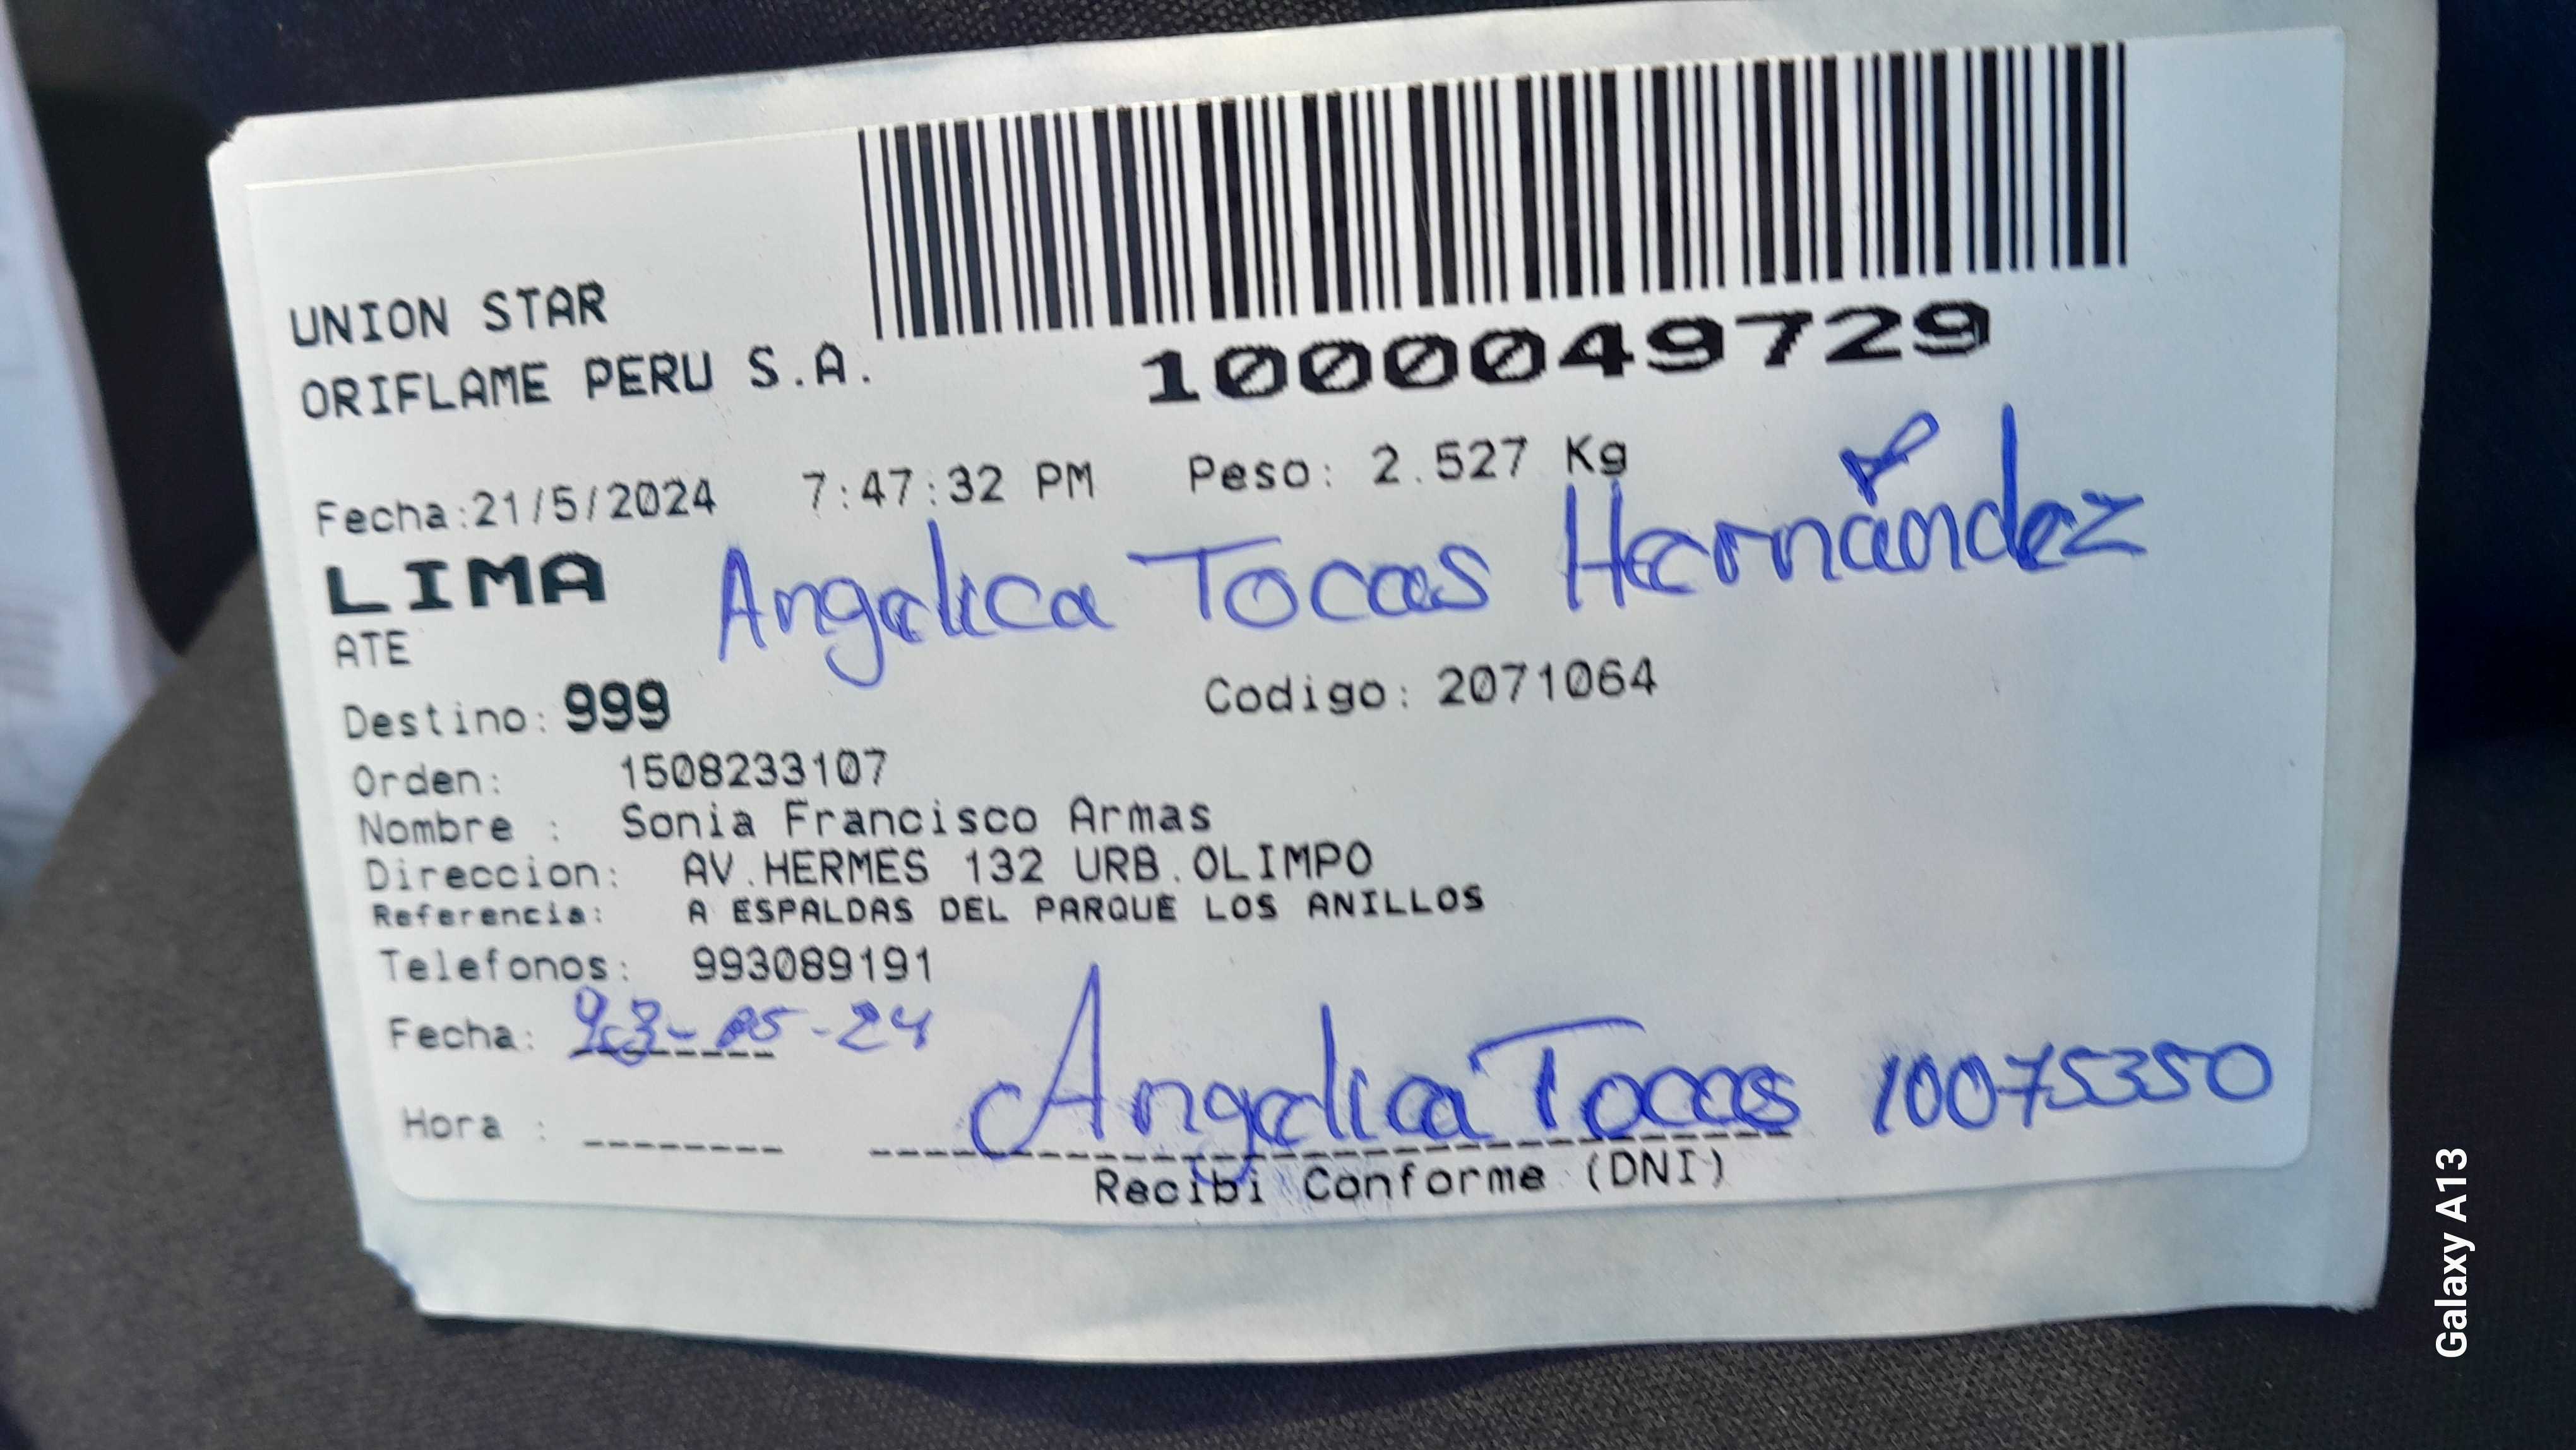 UNION STAR
ORIFLAME PERU S.A.
1000049729
Fecha:21/5/2024 7:47:32 PM Peso: 2.527 Kg
LIMA
Angelica Tocas Hernández
ATE
Destino: 999 Codigo: 2071064
Orden: 1508233107
Nombre : Sonia Francisco Armas
Direccion: AV.HERMES 132 URB.OLIMPO
Referencia: A ESPALDAS DEL PARQUE LOS ANILLOS
Telefonos: 993089191
Fecha: 23-05-24
Angelica Tocas 10075350
Hora : --------
Recibi Conforme (DNI)
Galaxy A13